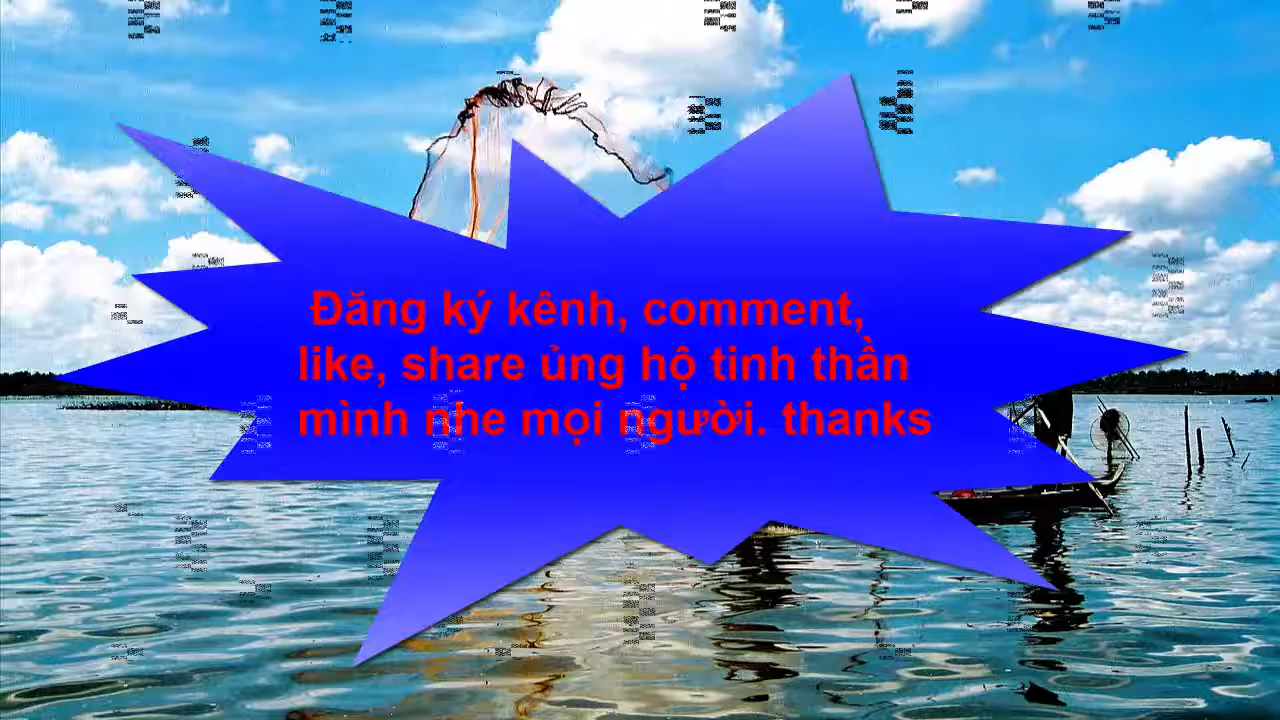 Đăng ký kênh, comment,
like, share ủng hộ tinh thần
mình nhe mọi người. thanks